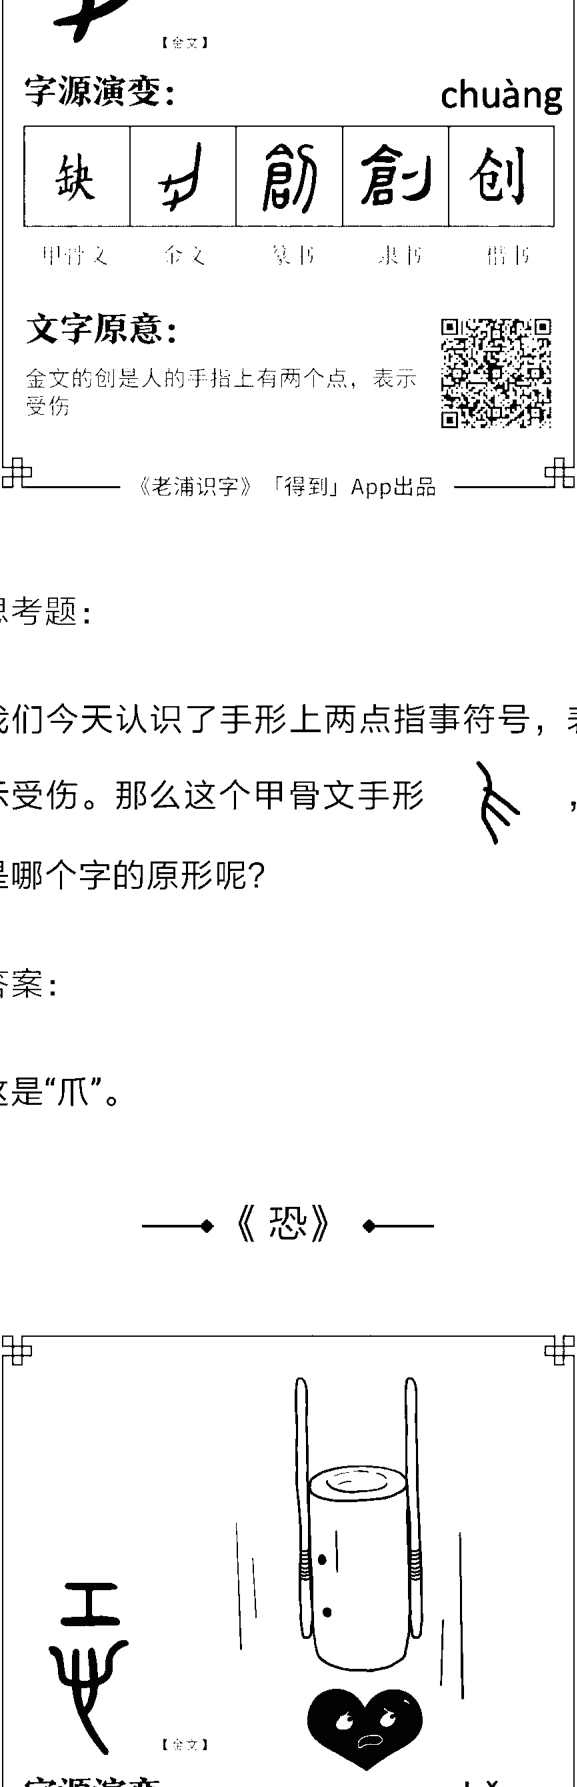 【金文】
字源演变：
chuàng
缺 創 創 创
甲骨文 金文 篆书 隶书 楷书
文字原意：
金文的创是人的手指上有两个点，表示
受伤
《老浦识字》「得到」App出品
思考题：
我们今天认识了手形上两点指事符号，表
示受伤。那么这个甲骨文手形 ，
是哪个字的原形呢？
答案：
这是“爪”。
《恐》
【金文】
字源演变